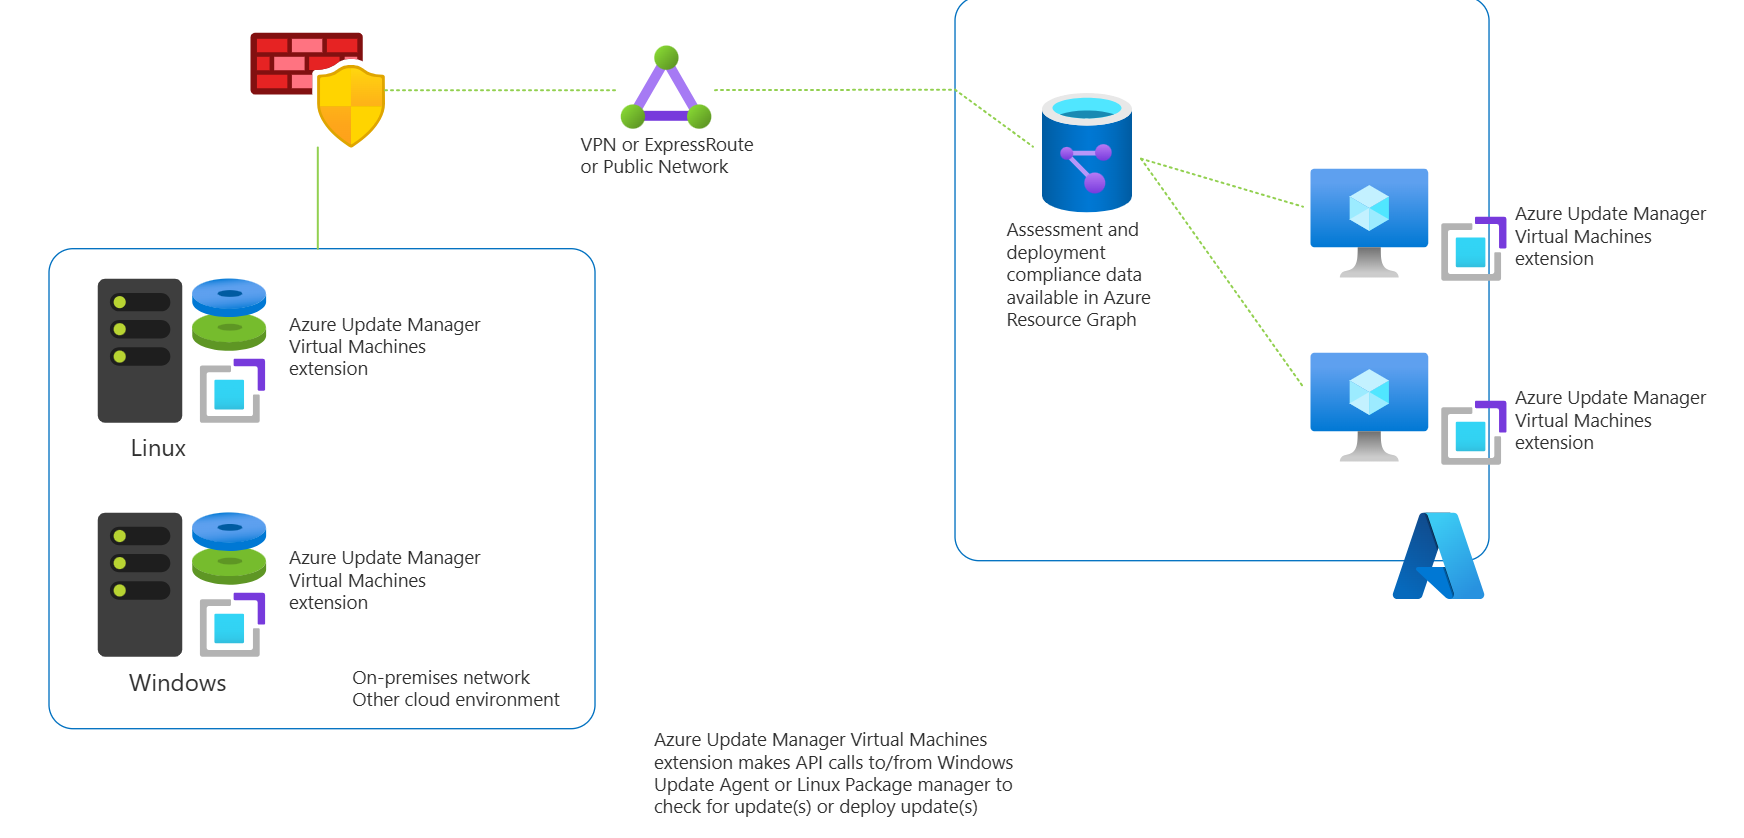 VPN or ExpressRoute
or Public Network
Assessment and
deployment
compliance data
available in Azure
Resource Graph
Azure Update Manager
Virtual Machines
extension
Azure Update Manager
Virtual Machines
extension
Azure Update Manager
Virtual Machines
extension
Linux
Azure Update Manager
Virtual Machines
extension
Windows
On-premises network
Other cloud environment
Azure Update Manager Virtual Machines
extension makes API calls to/from Windows
Update Agent or Linux Package manager to
check for update(s) or deploy update(s)